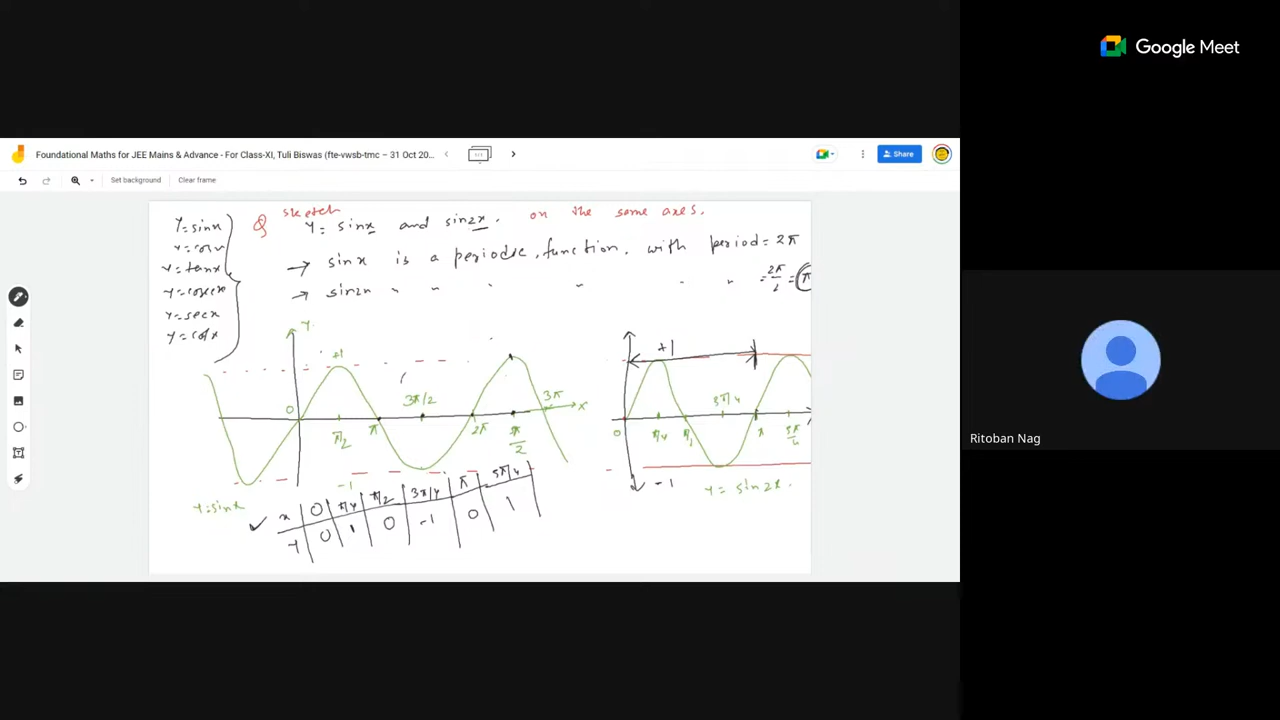 Google Meet
Foundational Maths for JEE Mains & Advance - For Class-XI, Tuli Biswas (fte-vwsb-tmc – 31 Oct 20...
Share
Set background
Clear frame
Y=sinx
Y=cosx
Y=tanx
Y=cosecx
Y=secx
Y=cotx
Q sketch Y= sinx and sin2x. on the same axes.
→ sinx is a periodic function. with period = 2π
→ sin2x " " " " " = 2π/2 = π
Y
+1
0
π/2
π
3π/2
2π
5π/2
3π
x
-1
Y=sinx
+1
0
π/4
π/2
3π/4
π
5π/4
-1
Y= sin2x.
x 0 π/4 π/2 3π/4 π 5π/4
Y 0 1 0 -1 0 1
Ritoban Nag